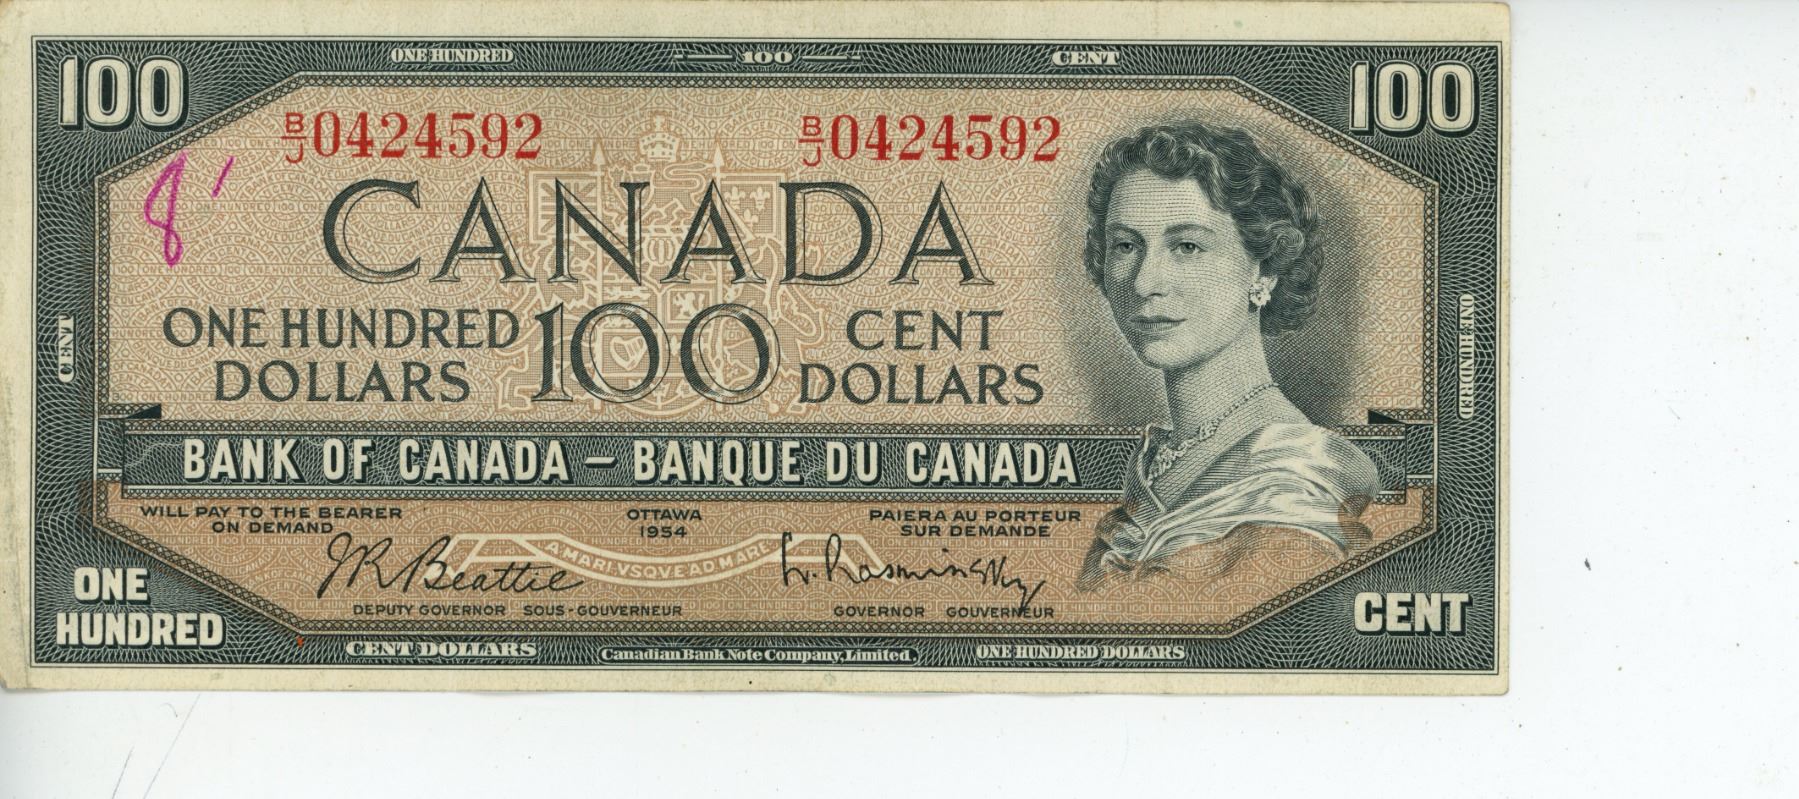 ONE HUNDRED 100 CENT
100 100
B/J 0424592 B/J 0424592
8'
CANADA
ONE HUNDRED DOLLARS 100 CENT DOLLARS
CENT
ONE HUNDRED
BANK OF CANADA – BANQUE DU CANADA
WILL PAY TO THE BEARER ON DEMAND
OTTAWA 1954
PAIERA AU PORTEUR SUR DEMANDE
A·MARI·VSQVE·AD·MARE
J.R. Beattie
L. Rasminsky
DEPUTY GOVERNOR SOUS-GOUVERNEUR
GOVERNOR GOUVERNEUR
ONE HUNDRED
CENT
CENT DOLLARS Canadian Bank Note Company, Limited. ONE HUNDRED DOLLARS